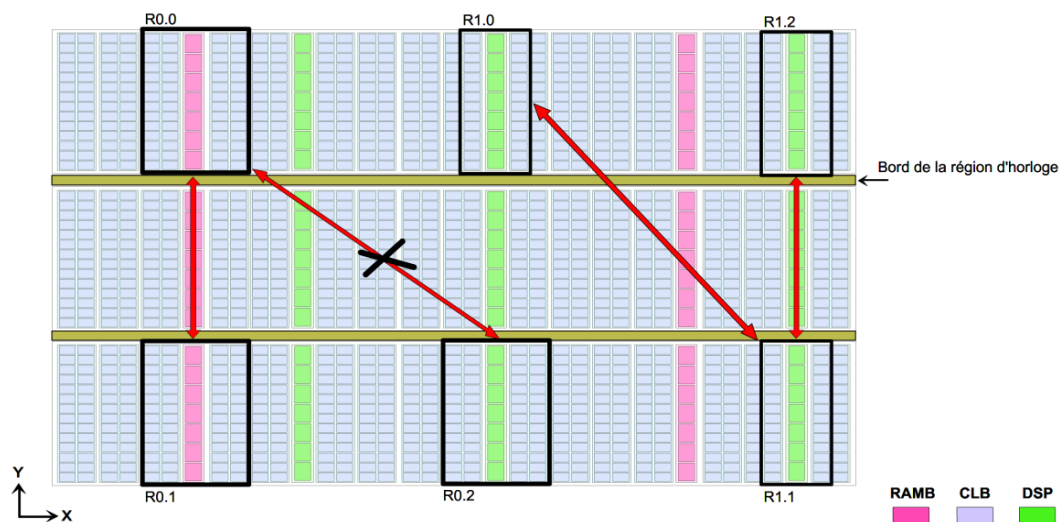 R0.0
R1.0
R1.2
Bord de la région d'horloge
R0.1
R0.2
R1.1
Y
X
RAMB CLB DSP